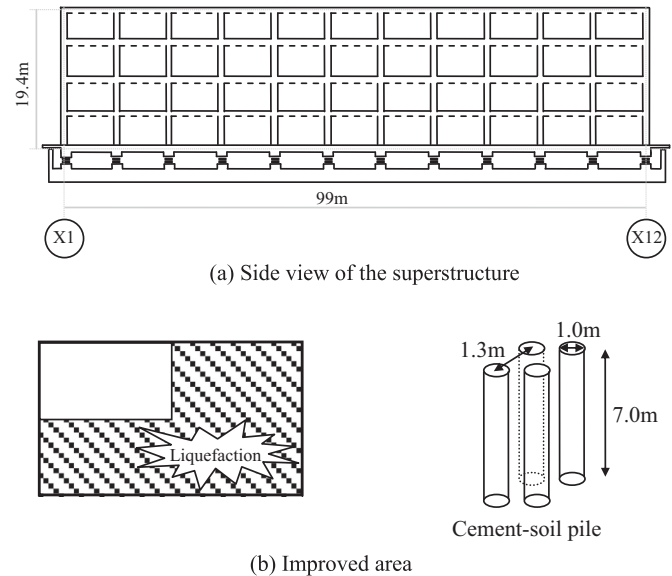 19.4m
99m
X1
X12
(a) Side view of the superstructure
1.0m
1.3m
7.0m
Liquefaction
Cement-soil pile
(b) Improved area